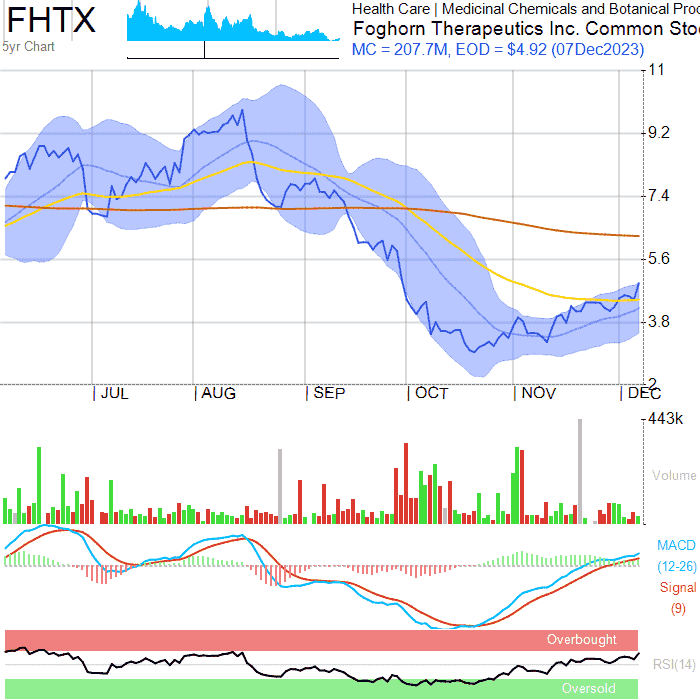 FHTX
5yr Chart
Health Care | Medicinal Chemicals and Botanical Proc
Foghorn Therapeutics Inc. Common Sto
MC = 207.7M, EOD = $4.92 (07Dec2023)
11
9.2
7.4
5.6
3.8
2
JUL AUG SEP OCT NOV DEC
443k
Volume
MACD
(12-26)
Signal
(9)
Overbought
RSI(14)
Oversold